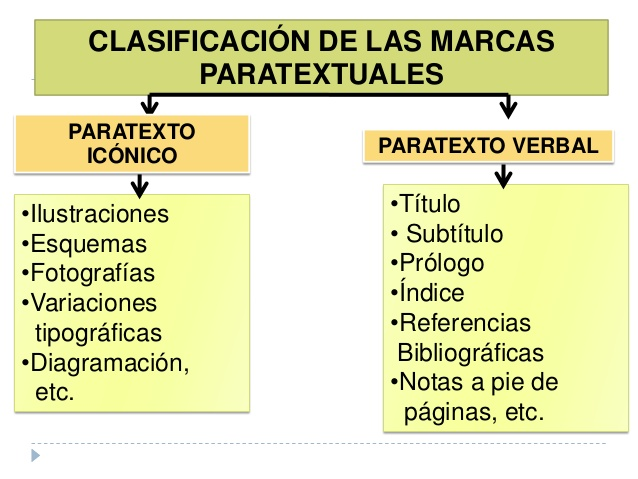 CLASIFICACIÓN DE LAS MARCAS
PARATEXTUALES
PARATEXTO
ICÓNICO
•Ilustraciones
•Esquemas
•Fotografías
•Variaciones
tipográficas
•Diagramación,
etc.
PARATEXTO VERBAL
•Título
• Subtítulo
•Prólogo
•Índice
•Referencias
Bibliográficas
•Notas a pie de
páginas, etc.